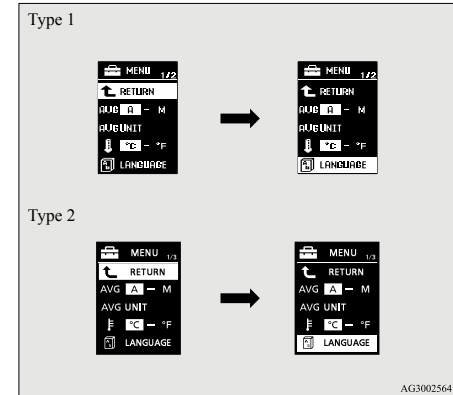 Type 1
MENU 1/2
RETURN
AVG A - M
AVG UNIT
°C - °F
LANGUAGE
MENU 1/2
RETURN
AVG A - M
AVG UNIT
°C - °F
LANGUAGE
Type 2
MENU 1/3
RETURN
AVG A - M
AVG UNIT
°C - °F
LANGUAGE
MENU 1/3
RETURN
AVG A - M
AVG UNIT
°C - °F
LANGUAGE
AG3002564